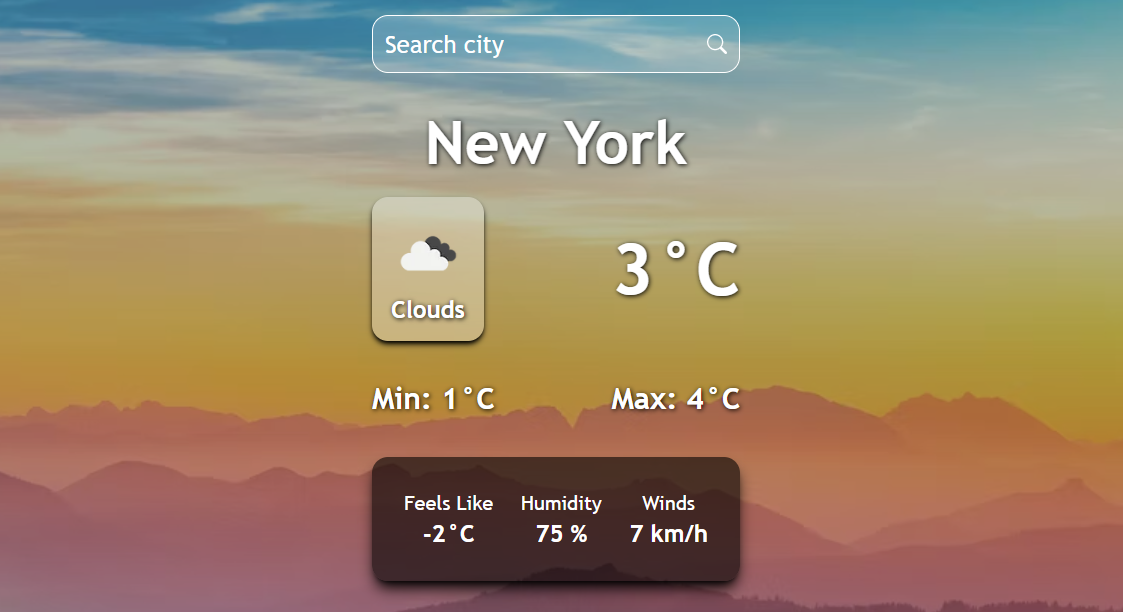 Search city
New York
Clouds
3°C
Min: 1°C
Max: 4°C
Feels Like Humidity Winds
-2°C 75 % 7 km/h